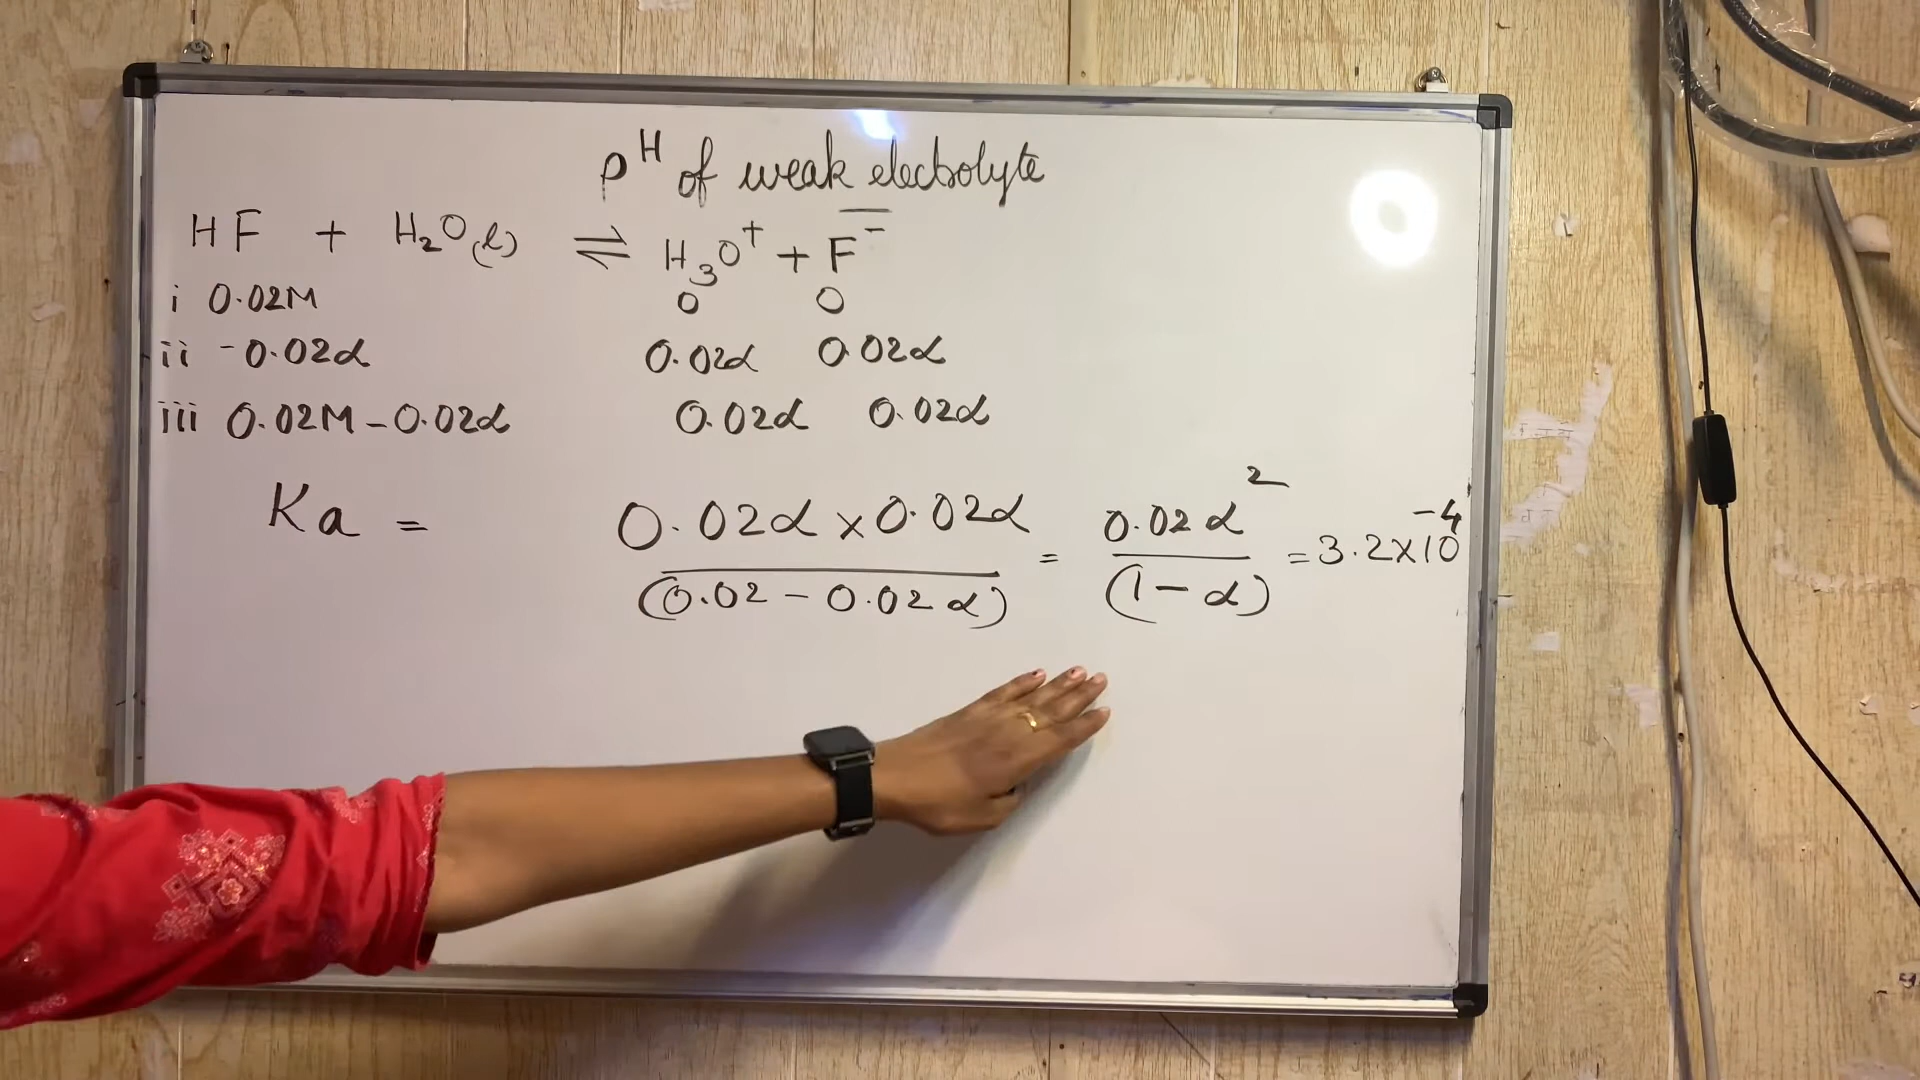 pᴴ of weak electrolyte
HF + H₂O(l) ⇌ H₃O⁺ + F⁻
i 0.02M 0 0
ii -0.02α 0.02α 0.02α
iii 0.02M-0.02α 0.02α 0.02α
Ka = 0.02α×0.02α/(0.02-0.02α) = 0.02α²/(1-α) = 3.2×10⁻⁴